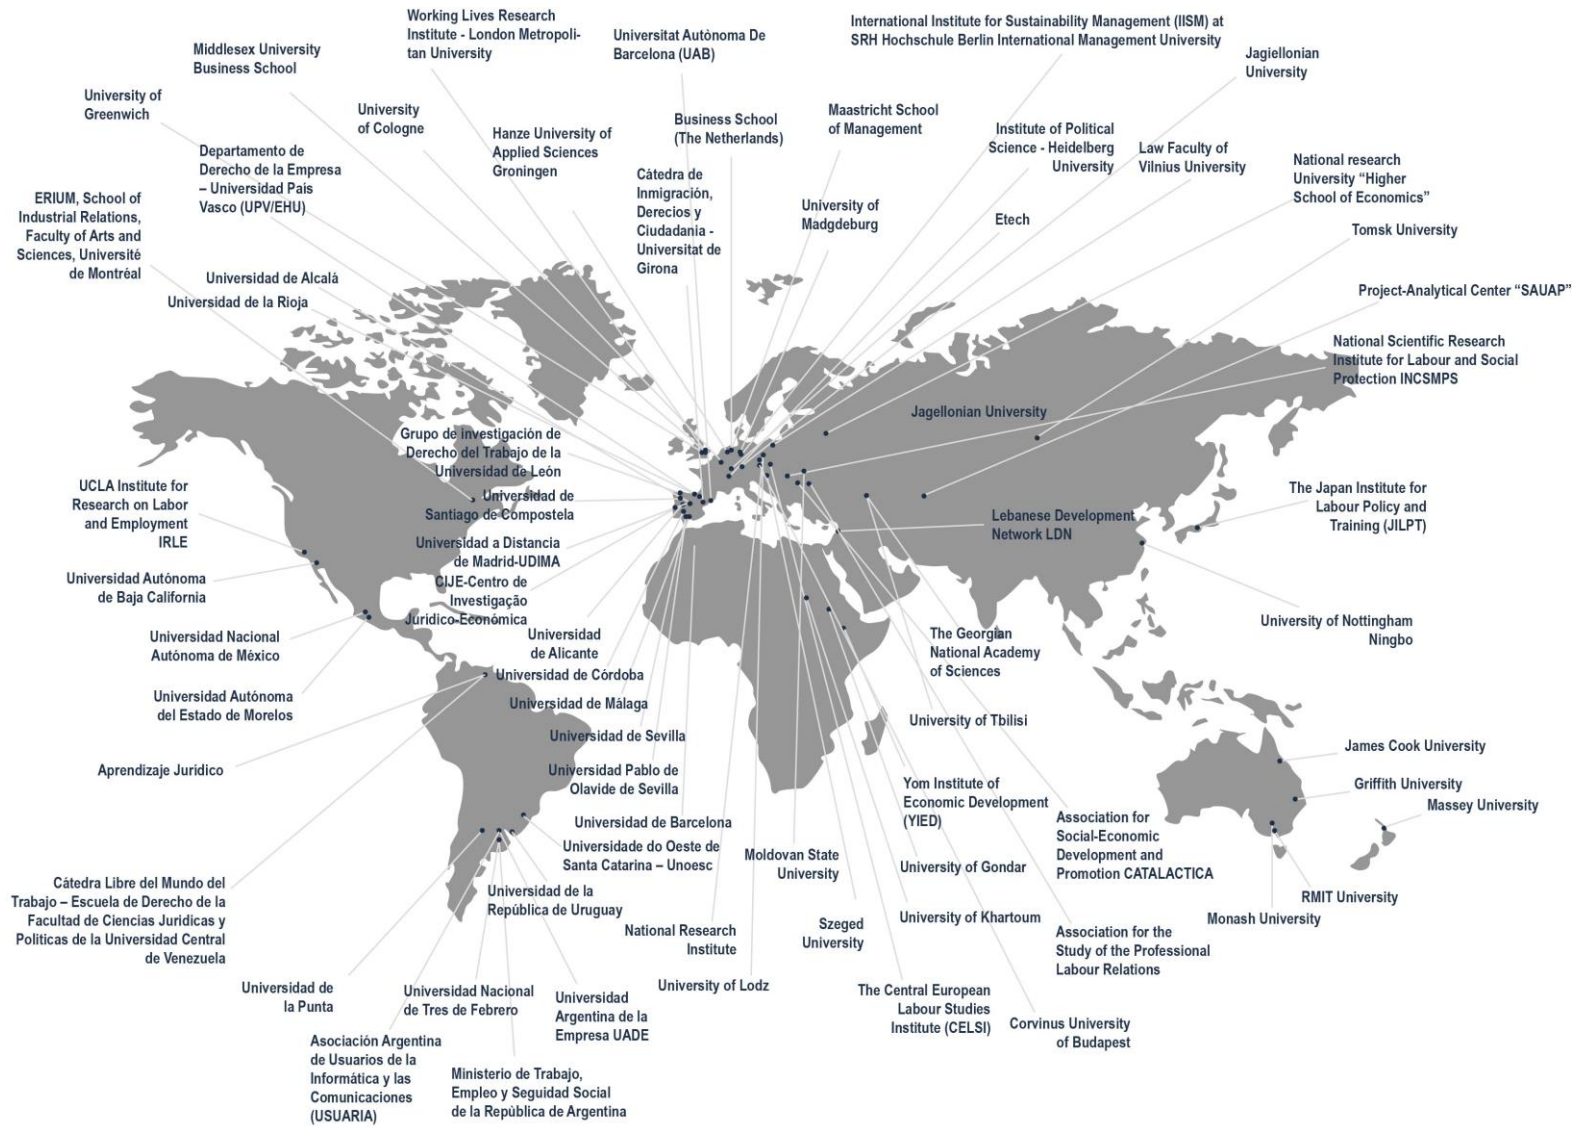 Working Lives Research
Institute - London Metropoli-
tan University
Middlesex University
Business School
Universitat Autònoma De
Barcelona (UAB)
International Institute for Sustainability Management (IISM) at
SRH Hochschule Berlin International Management University
Jagiellonian
University
University of
Greenwich
University
of Cologne
Hanze University of
Applied Sciences
Groningen
Business School
(The Netherlands)
Maastricht School
of Management
Institute of Political
Science - Heidelberg
University
Law Faculty of
Vilnius University
National research
University “Higher
School of Economics”
Departamento de
Derecho de la Empresa
– Universidad Pais
Vasco (UPV/EHU)
Cátedra de
Inmigración,
Derecios y
Ciudadania -
Universitat de
Girona
University of
Madgdeburg
Etech
Tomsk University
ERIUM, School of
Industrial Relations,
Faculty of Arts and
Sciences, Université
de Montréal
Universidad de Alcalá
Universidad de la Rioja
Project-Analytical Center “SAUAP”
National Scientific Research
Institute for Labour and Social
Protection INCSMPS
Jagellonian University
Grupo de investigación de
Derecho del Trabajo de la
Universidad de León
UCLA Institute for
Research on Labor
and Employment
IRLE
Universidad de
Santiago de Compostela
The Japan Institute for
Labour Policy and
Training (JILPT)
Lebanese Development
Network LDN
Universidad a Distancia
de Madrid-UDIMA
CIJE-Centro de
Investigação
Jurídico-Económica
Universidad Autónoma
de Baja California
Universidad Nacional
Autónoma de México
Universidad
de Alicante
The Georgian
National Academy
of Sciences
University of Nottingham
Ningbo
Universidad de Córdoba
Universidad Autónoma
del Estado de Morelos
Universidad de Málaga
University of Tbilisi
Universidad de Sevilla
James Cook University
Aprendizaje Jurídico
Universidad Pablo de
Olavide de Sevilla
Yom Institute of
Economic Development
(YIED)
Griffith University
Massey University
Universidad de Barcelona
Association for
Social-Economic
Development and
Promotion CATALACTICA
Universidade do Oeste de
Santa Catarina – Unoesc
Moldovan State
University
University of Gondar
Cátedra Libre del Mundo del
Trabajo – Escuela de Derecho de la
Facultad de Ciencias Juridicas y
Politicas de la Universidad Central
de Venezuela
Universidad de la
República de Uruguay
RMIT University
Monash University
University of Khartoum
National Research
Institute
Szeged
University
Association for the
Study of the Professional
Labour Relations
Universidad de
la Punta
Universidad Nacional
de Tres de Febrero
Universidad
Argentina de la
Empresa UADE
University of Lodz
The Central European
Labour Studies
Institute (CELSI)
Corvinus University
of Budapest
Asociación Argentina
de Usuarios de la
Informática y las
Comunicaciones
(USUARIA)
Ministerio de Trabajo,
Empleo y Seguidad Social
de la República de Argentina